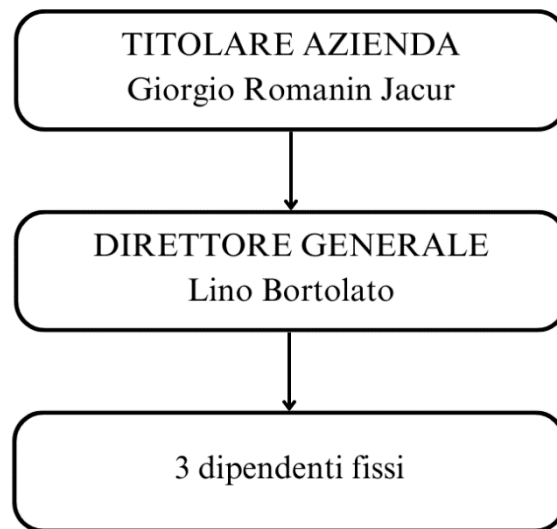 TITOLARE AZIENDA
Giorgio Romanin Jacur
DIRETTORE GENERALE
Lino Bortolato
3 dipendenti fissi